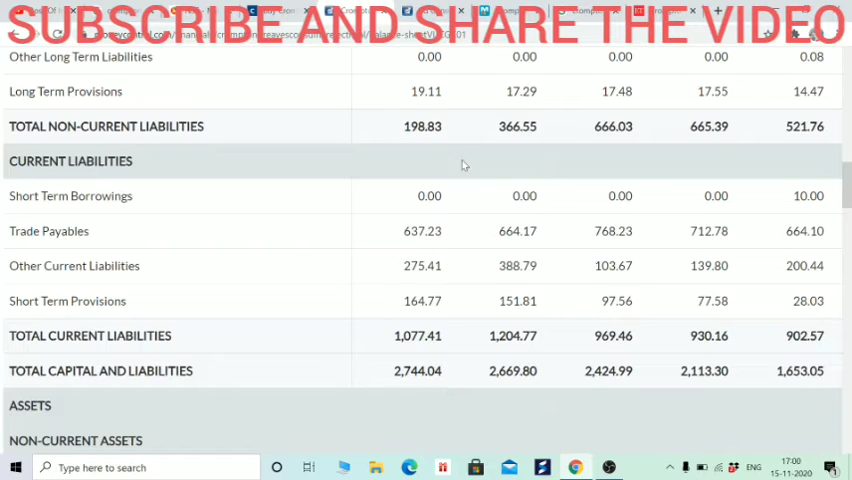 SUBSCRIBE AND SHARE THE VIDEO
Other Long Term Liabilities 0.00 0.00 0.00 0.00 0.08
Long Term Provisions 19.11 17.29 17.48 17.55 14.47
TOTAL NON-CURRENT LIABILITIES 198.83 366.55 666.03 665.39 521.76
CURRENT LIABILITIES
Short Term Borrowings 0.00 0.00 0.00 0.00 10.00
Trade Payables 637.23 664.17 768.23 712.78 664.10
Other Current Liabilities 275.41 388.79 103.67 139.80 200.44
Short Term Provisions 164.77 151.81 97.56 77.58 28.03
TOTAL CURRENT LIABILITIES 1,077.41 1,204.77 969.46 930.16 902.57
TOTAL CAPITAL AND LIABILITIES 2,744.04 2,669.80 2,424.99 2,113.30 1,653.05
ASSETS
NON-CURRENT ASSETS
Type here to search
ENG
17:00
15-11-2020